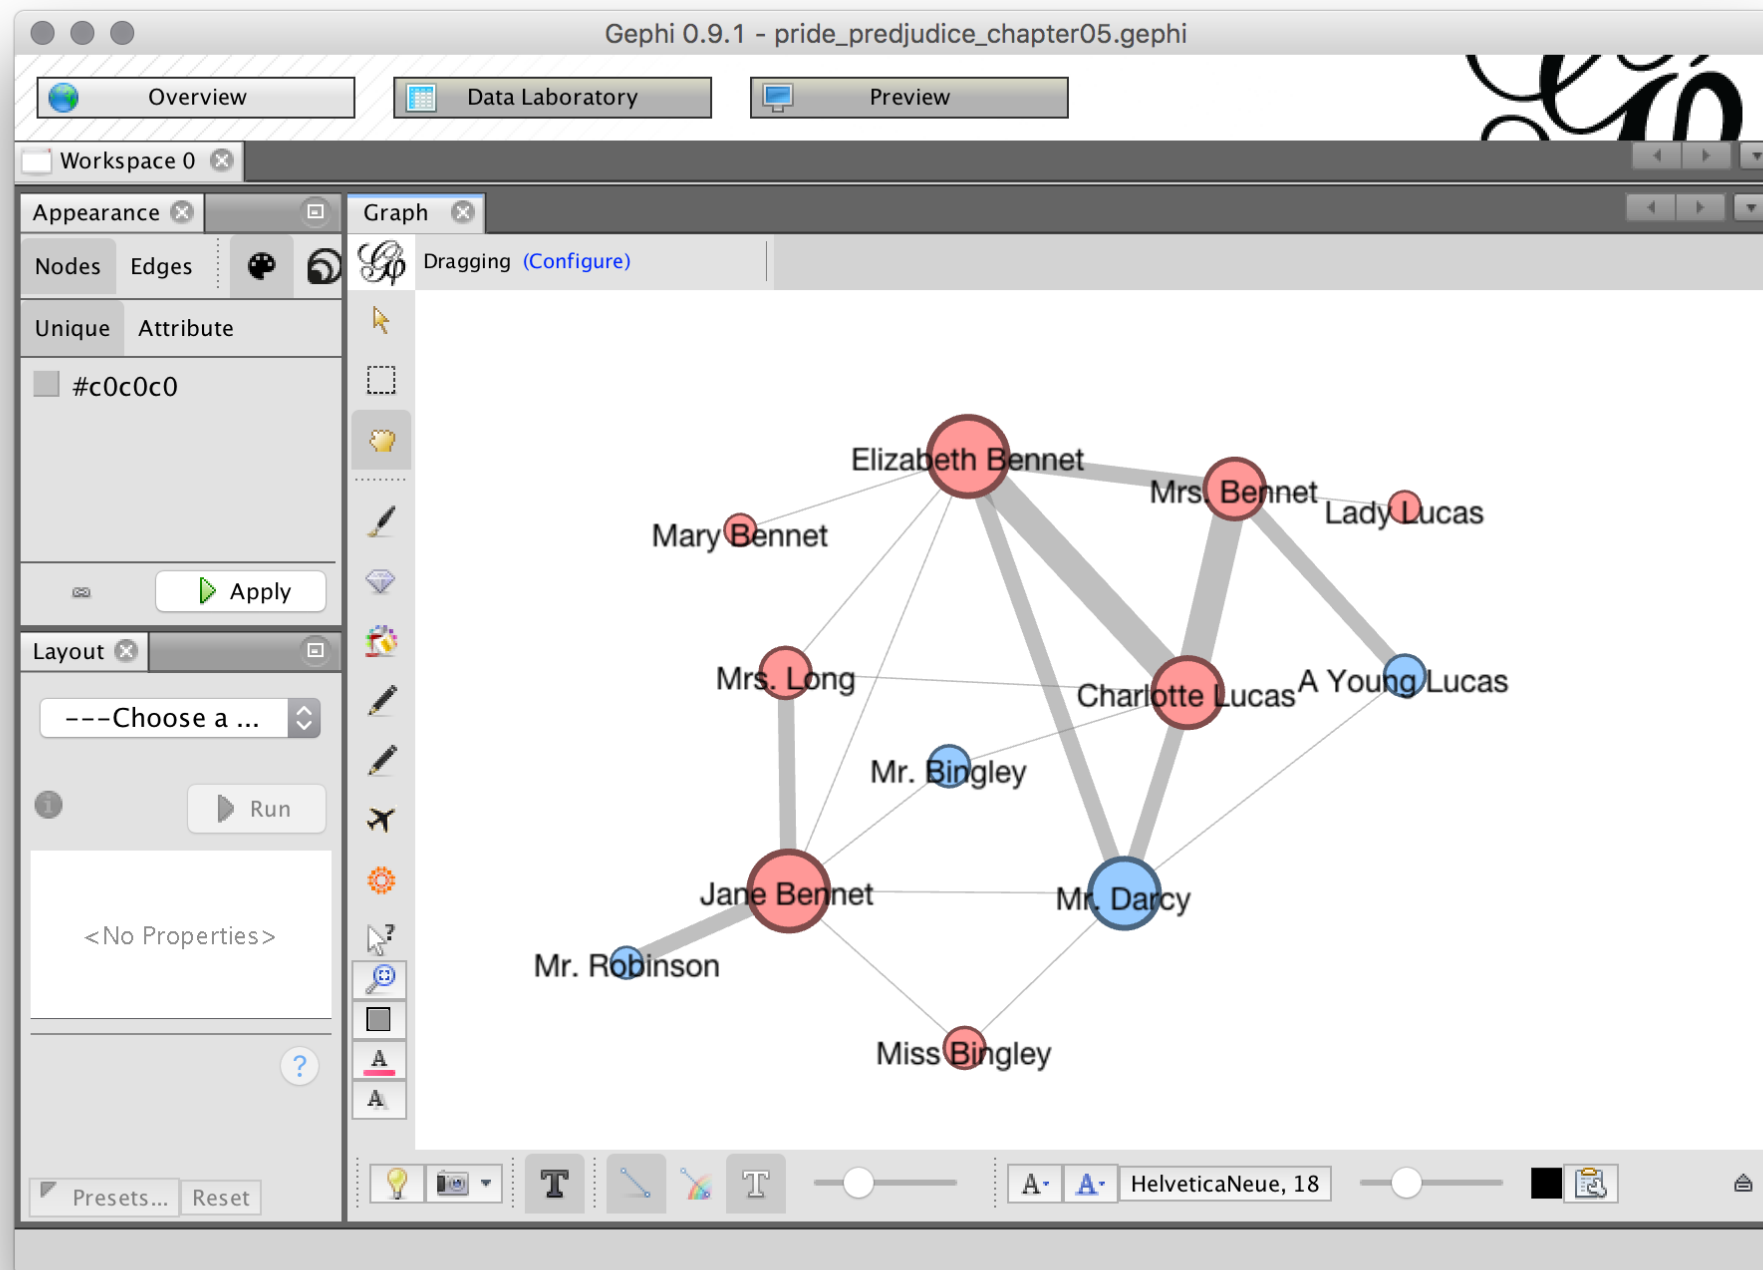 Gephi 0.9.1 - pride_predjudice_chapter05.gephi
Overview
Data Laboratory
Preview
Workspace 0
Appearance
Graph
Nodes
Edges
Dragging (Configure)
Unique
Attribute
#c0c0c0
Apply
Layout
---Choose a ...
Run
<No Properties>
?
Presets...
Reset
Elizabeth Bennet
Mrs. Bennet
Lady Lucas
Mary Bennet
Mrs. Long
Charlotte Lucas
A Young Lucas
Mr. Bingley
Jane Bennet
Mr. Darcy
Mr. Robinson
Miss Bingley
?
A
A
T
T
A
A
HelveticaNeue, 18